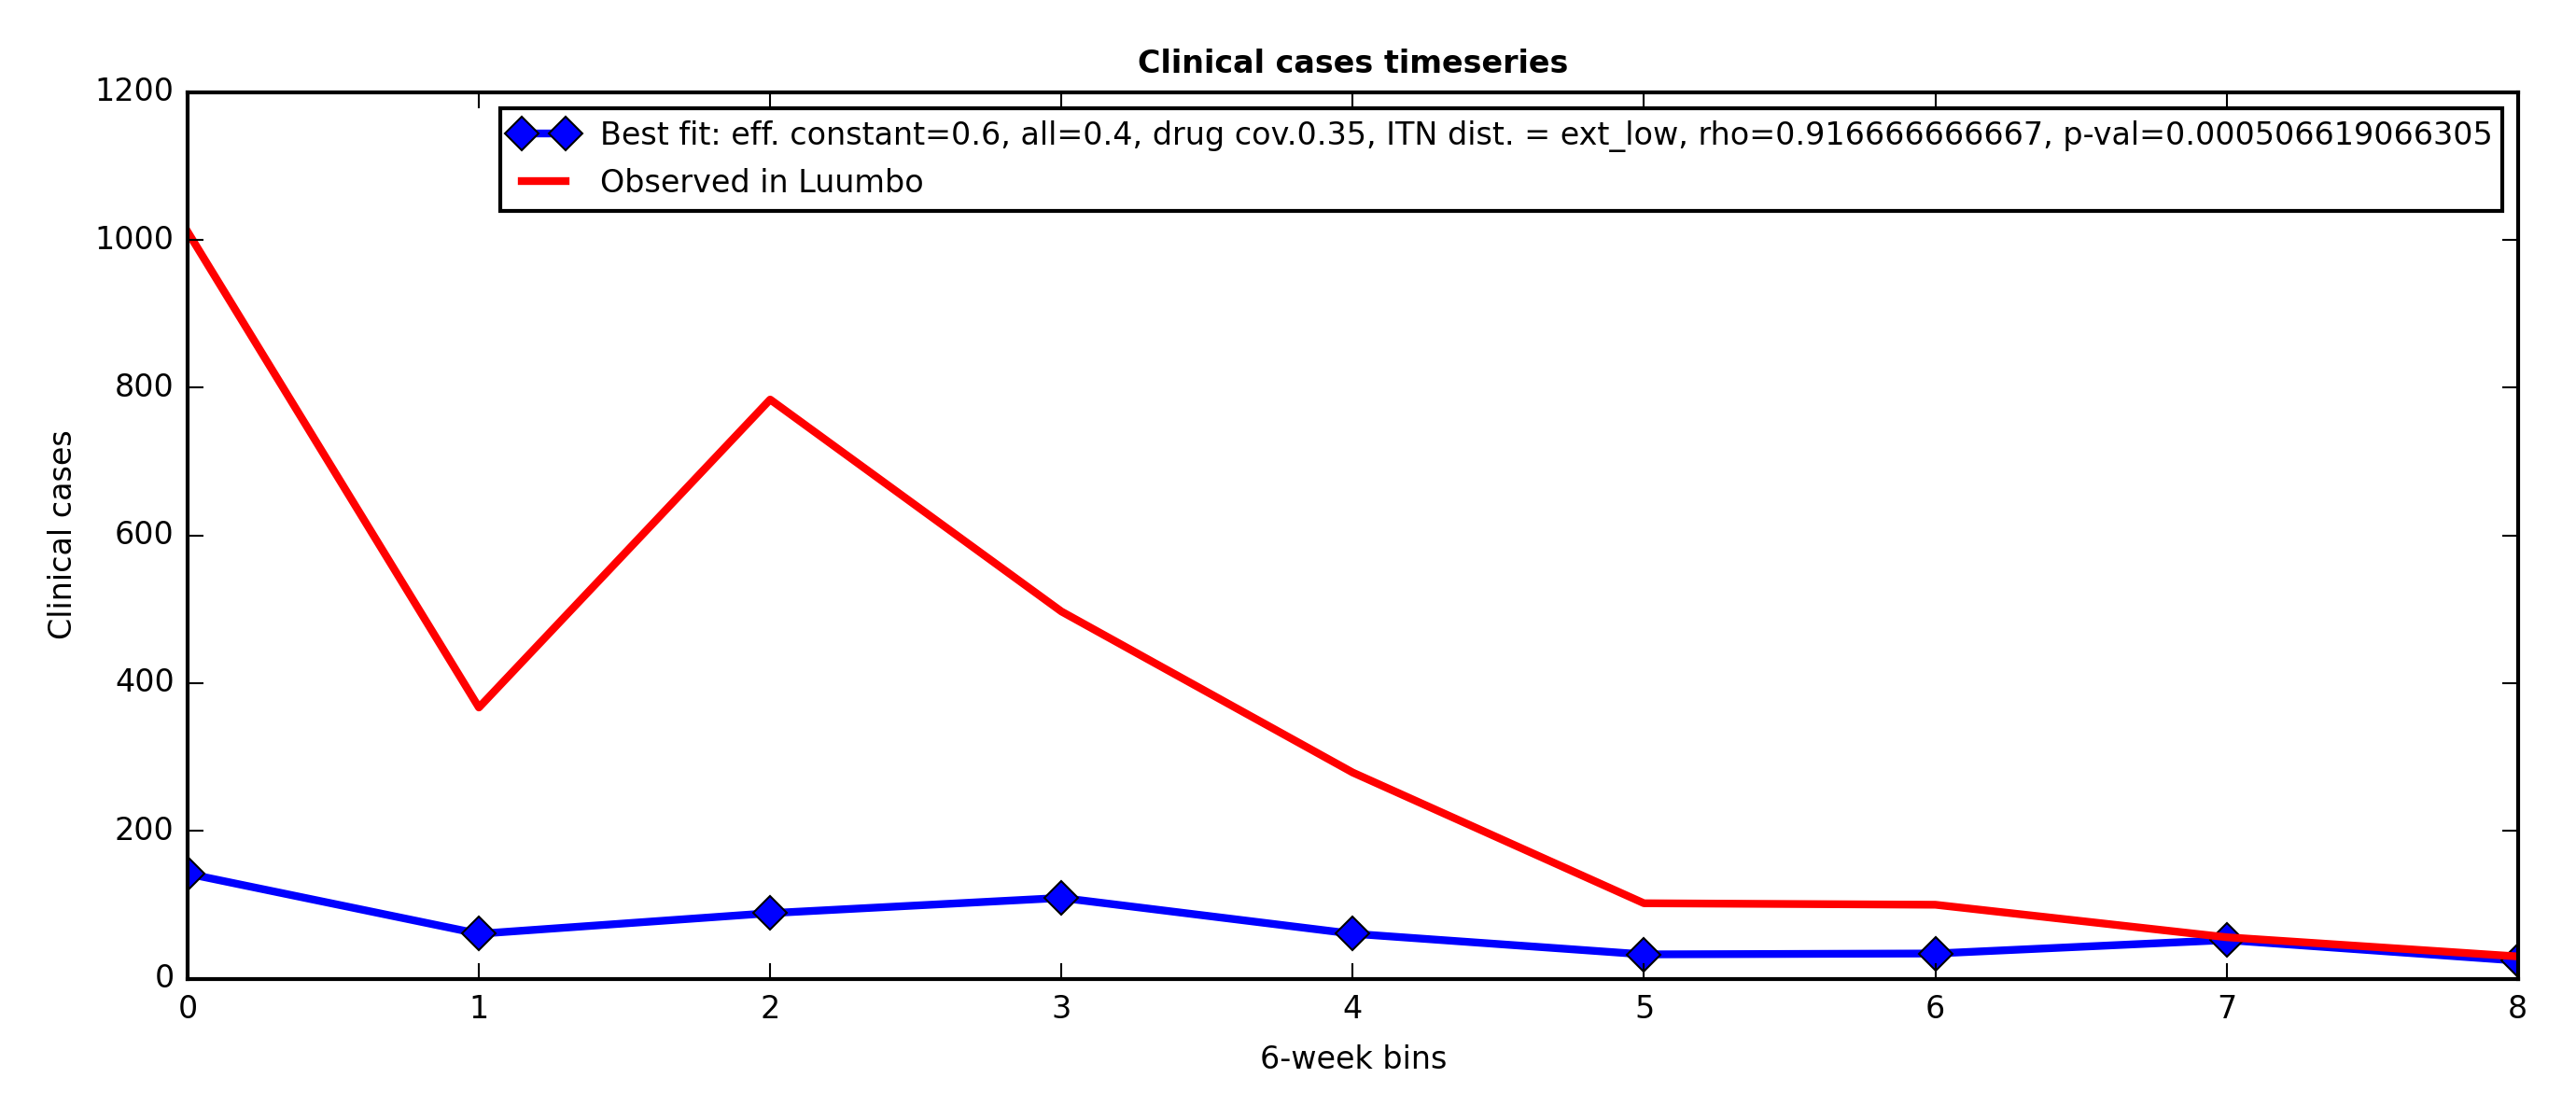 Clinical cases timeseries
1200
1000
800
600
400
200
0
Clinical cases
Best fit: eff. constant=0.6, all=0.4, drug cov.0.35, ITN dist. = ext_low, rho=0.916666666667, p-val=0.000506619066305
Observed in Luumbo
0 1 2 3 4 5 6 7 8
6-week bins